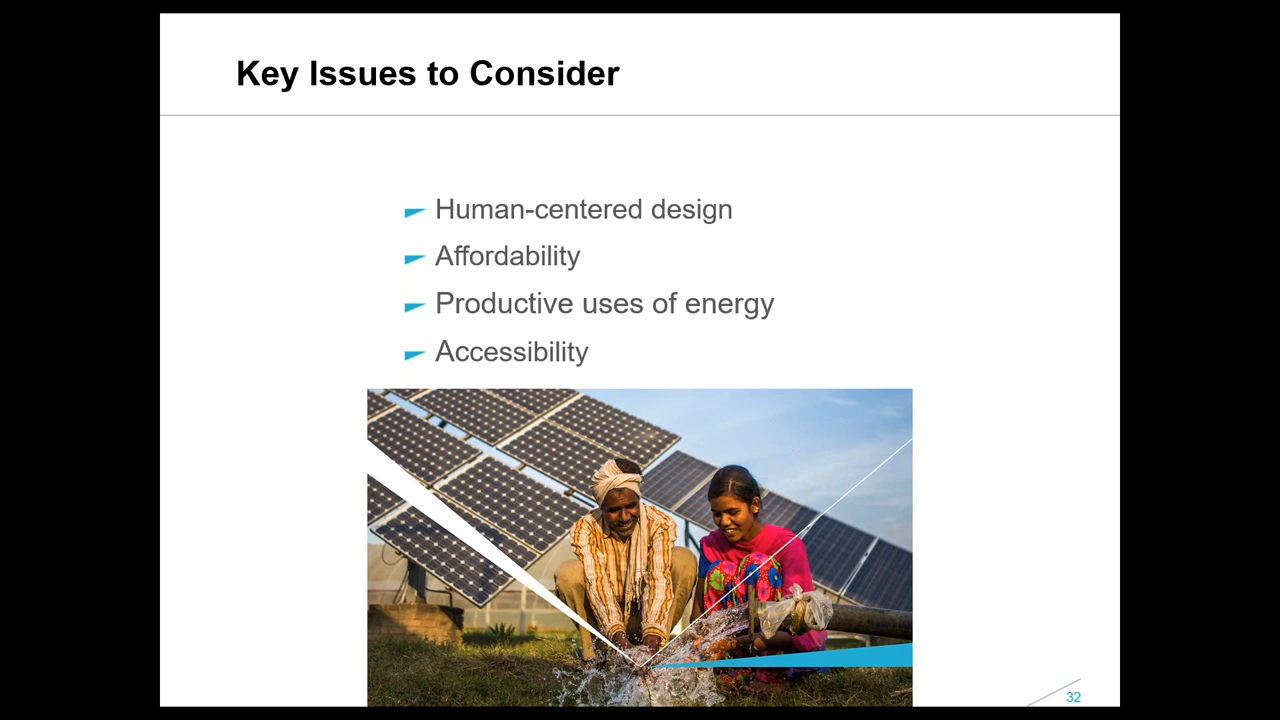 Key Issues to Consider
Human-centered design
Affordability
Productive uses of energy
Accessibility
32